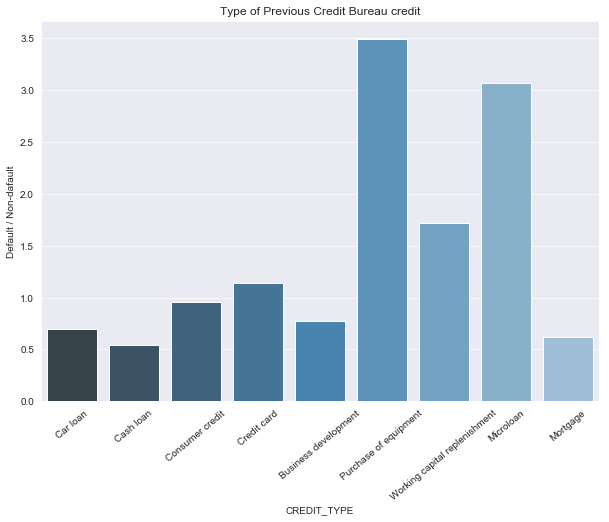 Type of Previous Credit Bureau credit
Default / Non-dafault
3.5
3.0
2.5
2.0
1.5
1.0
0.5
0.0
Car loan
Cash loan
Consumer credit
Credit card
Business development
Purchase of equipment
Working capital replenishment
Microloan
Mortgage
CREDIT_TYPE